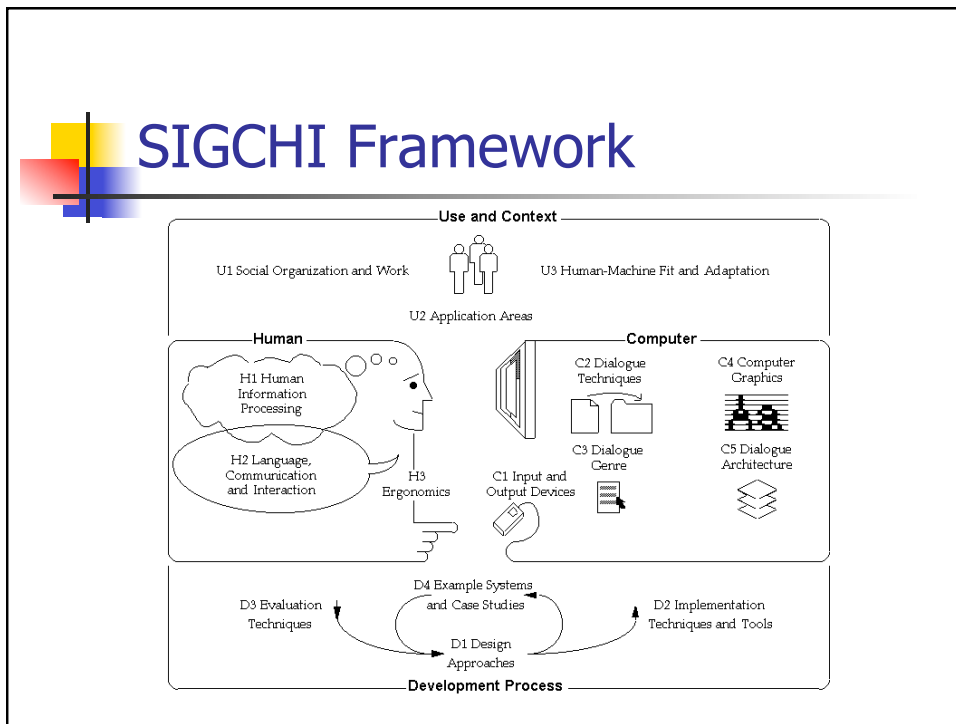 SIGCHI Framework
Use and Context
U1 Social Organization and Work
U3 Human-Machine Fit and Adaptation
U2 Application Areas
Human
H1 Human
Information
Processing
H2 Language,
Communication
and Interaction
H3
Ergonomics
Computer
C2 Dialogue
Techniques
C4 Computer
Graphics
Aa
C3 Dialogue
Genre
C5 Dialogue
Architecture
C1 Input and
Output Devices
D4 Example Systems
and Case Studies
D3 Evaluation
Techniques
D2 Implementation
Techniques and Tools
D1 Design
Approaches
Development Process